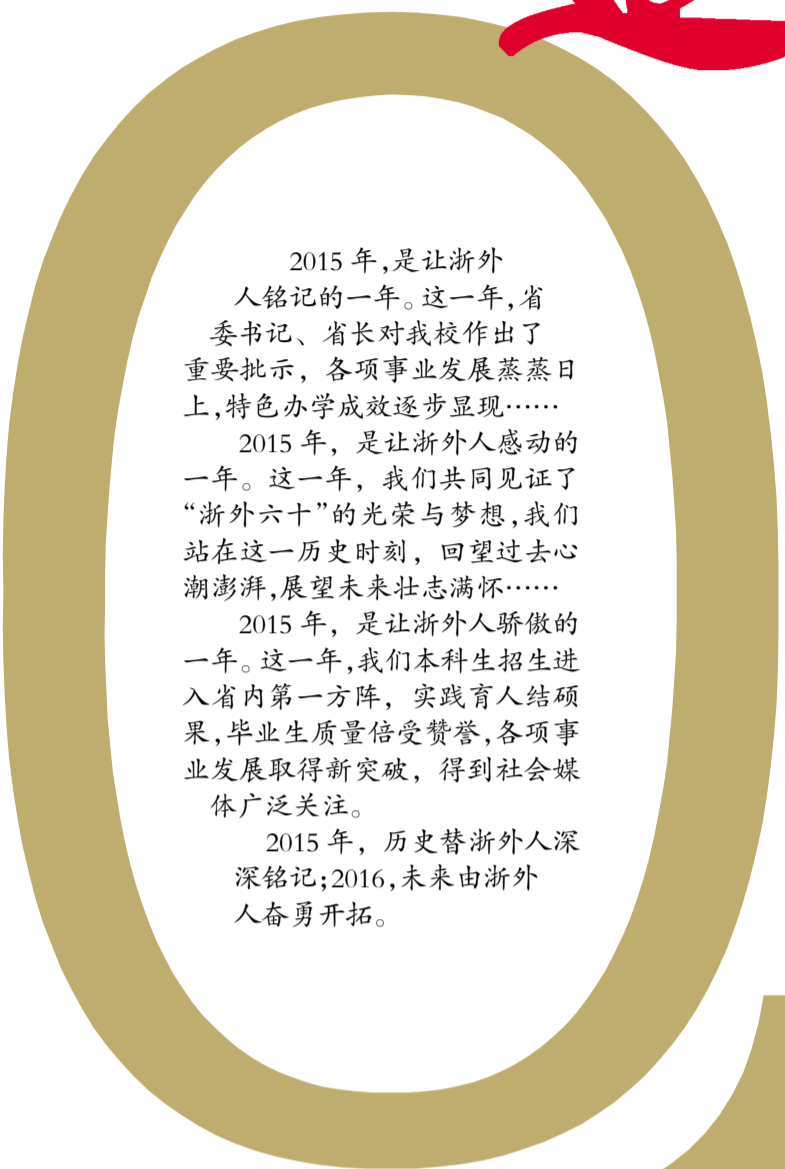 2015 年,是让浙外
人铭记的一年。这一年,省
委书记、省长对我校作出了
重要批示，各项事业发展蒸蒸日
上,特色办学成效逐步显现……
2015 年，是让浙外人感动的
一年。这一年，我们共同见证了
“浙外六十”的光荣与梦想,我们
站在这一历史时刻，回望过去心
潮澎湃,展望未来壮志满怀……
2015 年，是让浙外人骄傲的
一年。这一年,我们本科生招生进
入省内第一方阵，实践育人结硕
果,毕业生质量倍受赞誉,各项事
业发展取得新突破，得到社会媒
体广泛关注。
2015 年，历史替浙外人深
深铭记;2016,未来由浙外
人奋勇开拓。